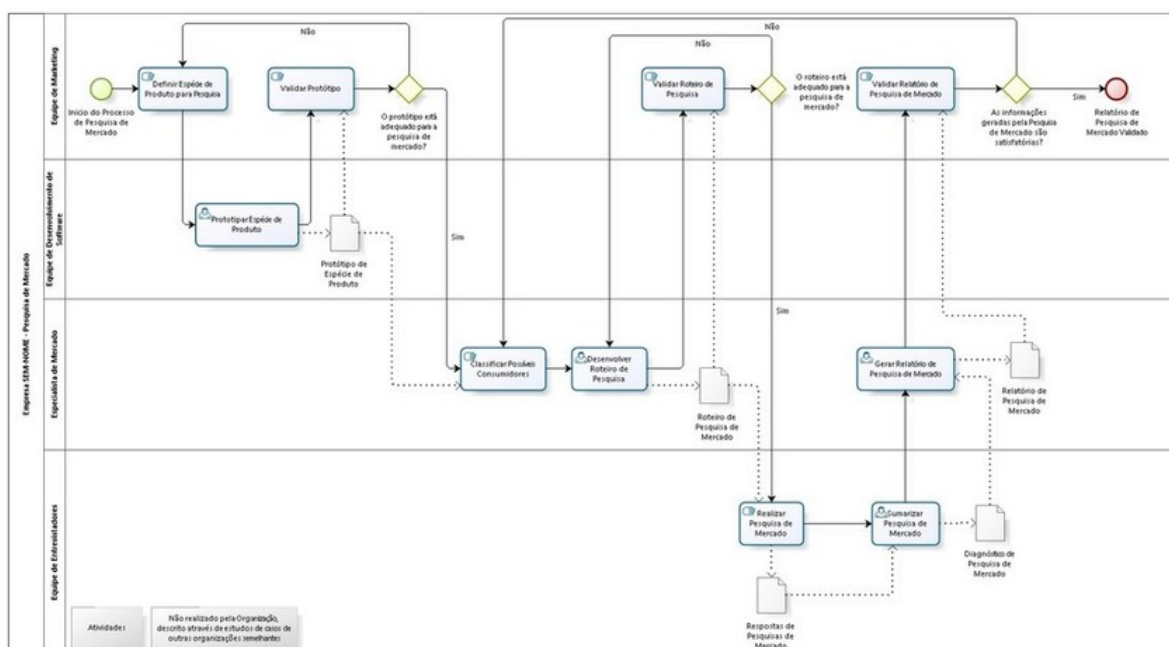 Empresa SEM-NOME - Pesquisa de Mercado
Equipe de Marketing
Início do Processo
de Pesquisa de
Mercado
Definir Espécie de
Produto para Pesquisa
Não
Validar Protótipo
O protótipo está
adequado para a
pesquisa de
mercado?
Sim
Não
Não
Validar Roteiro de
Pesquisa
O roteiro está
adequado para a
pesquisa de
mercado?
Sim
Validar Relatório de
Pesquisa de Mercado
As informações
geradas pela Pesquisa
de Mercado são
satisfatórias?
Sim
Relatório de
Pesquisa de
Mercado Validado
Equipe de Desenvolvimento de
Software
Prototipar Espécie de
Produto
Protótipo de
Espécie de
Produto
Especialista de Mercado
Classificar Possíveis
Consumidores
Desenvolver
Roteiro de
Pesquisa
Roteiro de
Pesquisa de
Mercado
Gerar Relatório de
Pesquisa de Mercado
Relatório de
Pesquisa de
Mercado
Equipe de Entrevistadores
Realizar
Pesquisa de
Mercado
Respostas de
Pesquisas de
Mercado
Sumarizar
Pesquisa de
Mercado
Diagnóstico de
Pesquisa de
Mercado
Atividades
Não realizado pela Organização,
descrito através de estudos de casos de
outras organizações semelhantes